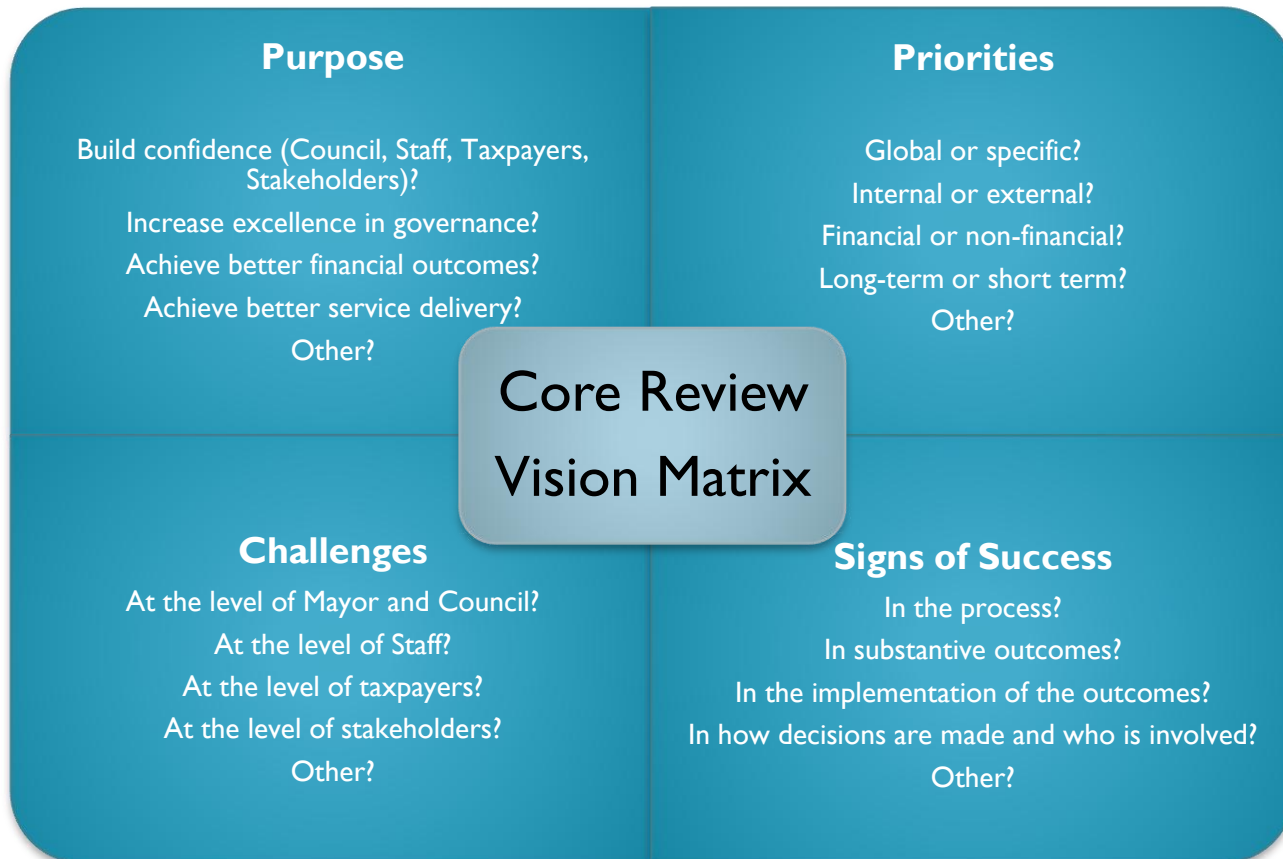 Purpose
Build confidence (Council, Staff, Taxpayers,
Stakeholders)?
Increase excellence in governance?
Achieve better financial outcomes?
Achieve better service delivery?
Other?
Priorities
Global or specific?
Internal or external?
Financial or non-financial?
Long-term or short term?
Other?
Core Review
Vision Matrix
Challenges
At the level of Mayor and Council?
At the level of Staff?
At the level of taxpayers?
At the level of stakeholders?
Other?
Signs of Success
In the process?
In substantive outcomes?
In the implementation of the outcomes?
In how decisions are made and who is involved?
Other?